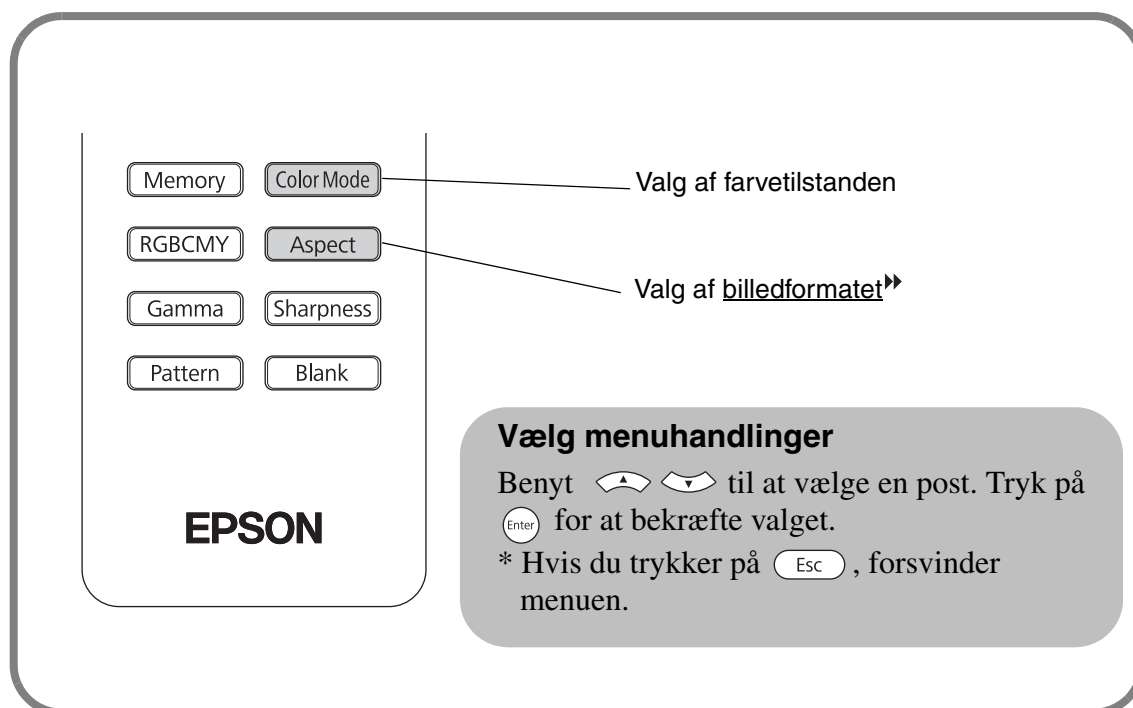 Memory Color Mode Valg af farvetilstanden
RGBCMY Aspect
Valg af billedformatet
Gamma Sharpness
Pattern Blank
Vælg menuhandlinger
Benyt til at vælge en post. Tryk på
Enter for at bekræfte valget.
* Hvis du trykker på Esc , forsvinder
menuen.
EPSON